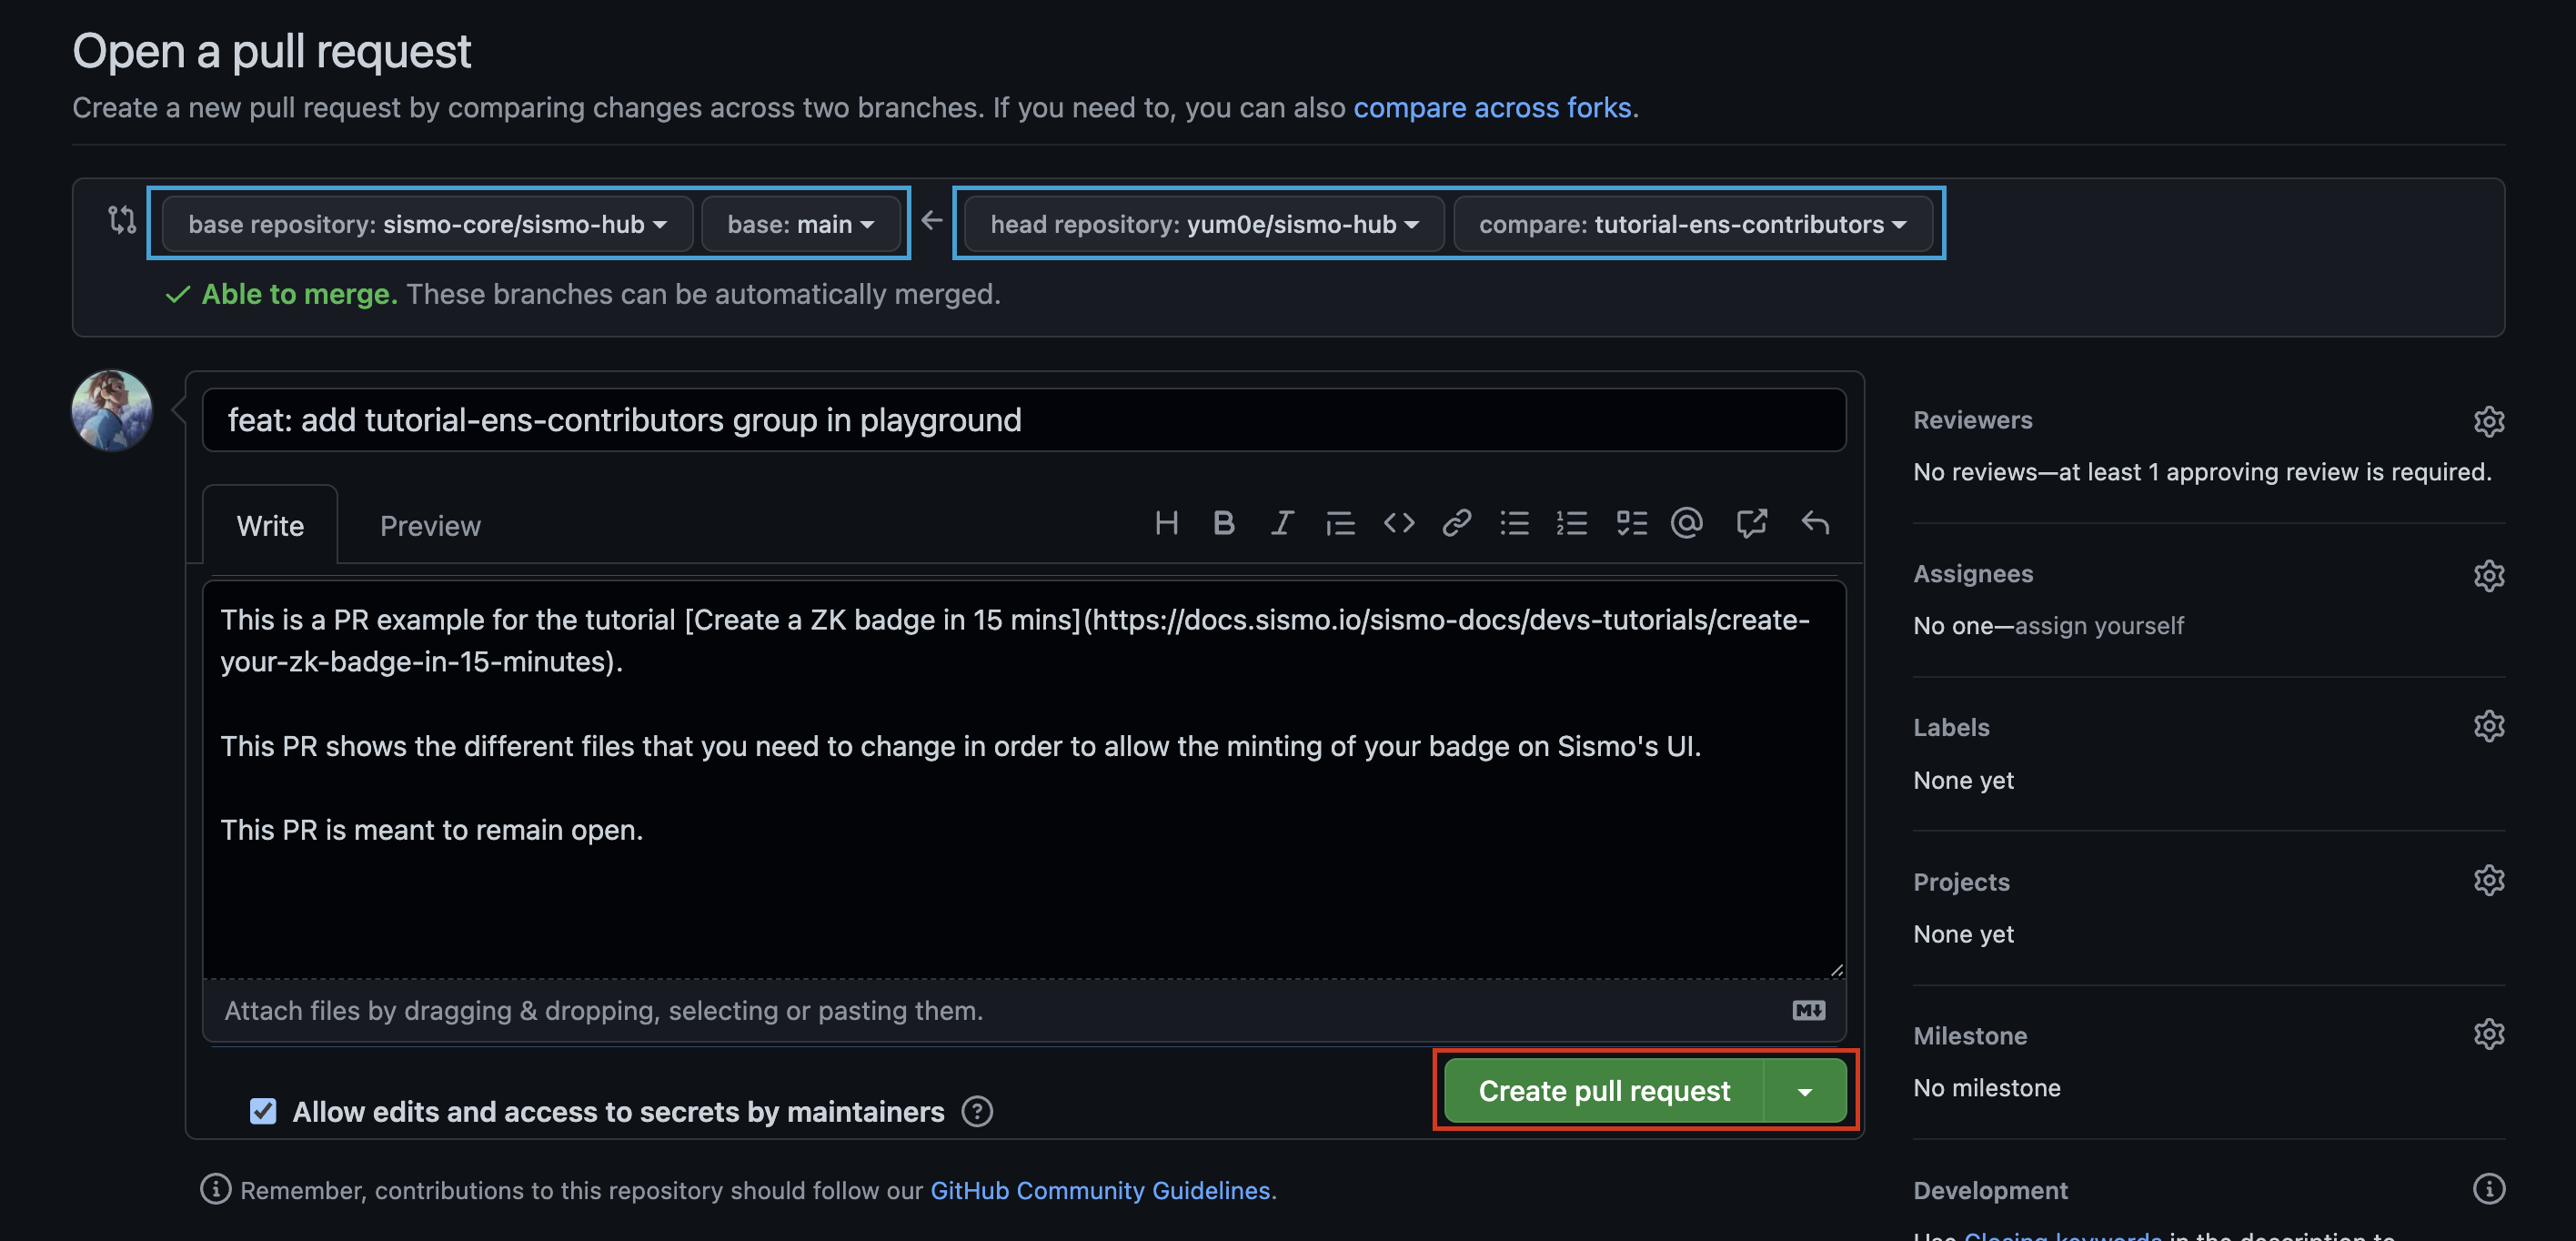 Open a pull request
Create a new pull request by comparing changes across two branches. If you need to, you can also compare across forks.
base repository: sismo-core/sismo-hub base: main head repository: yum0e/sismo-hub compare: tutorial-ens-contributors
Able to merge. These branches can be automatically merged.
feat: add tutorial-ens-contributors group in playground
Write Preview
This is a PR example for the tutorial [Create a ZK badge in 15 mins](https://docs.sismo.io/sismo-docs/devs-tutorials/create-
your-zk-badge-in-15-minutes).
This PR shows the different files that you need to change in order to allow the minting of your badge on Sismo's UI.
This PR is meant to remain open.
Attach files by dragging & dropping, selecting or pasting them.
Allow edits and access to secrets by maintainers
Create pull request
Remember, contributions to this repository should follow our GitHub Community Guidelines.
Reviewers
No reviews—at least 1 approving review is required.
Assignees
No one—assign yourself
Labels
None yet
Projects
None yet
Milestone
No milestone
Development
Use Closing keywords in the description to